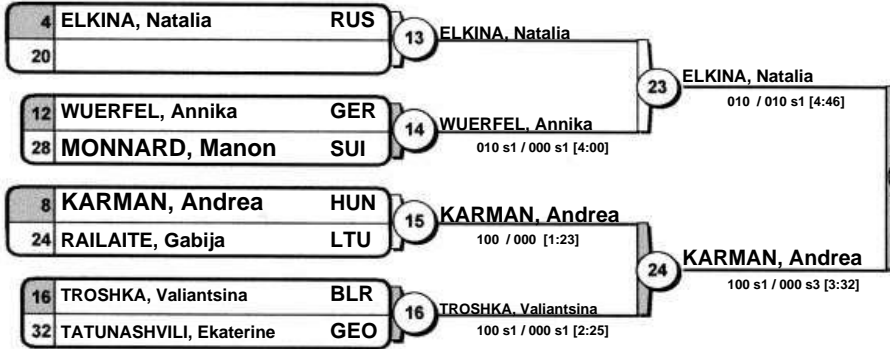 4 ELKINA, Natalia RUS
20
13
ELKINA, Natalia
12 WUERFEL, Annika GER
28 MONNARD, Manon SUI
14
WUERFEL, Annika
010 s1 / 000 s1 [4:00]
23
ELKINA, Natalia
010 / 010 s1 [4:46]
8 KARMAN, Andrea HUN
24 RAILAITE, Gabija LTU
15
KARMAN, Andrea
100 / 000 [1:23]
16 TROSHKA, Valiantsina BLR
32 TATUNASHVILI, Ekaterine GEO
16
TROSHKA, Valiantsina
100 s1 / 000 s1 [2:25]
24
KARMAN, Andrea
100 s1 / 000 s3 [3:32]